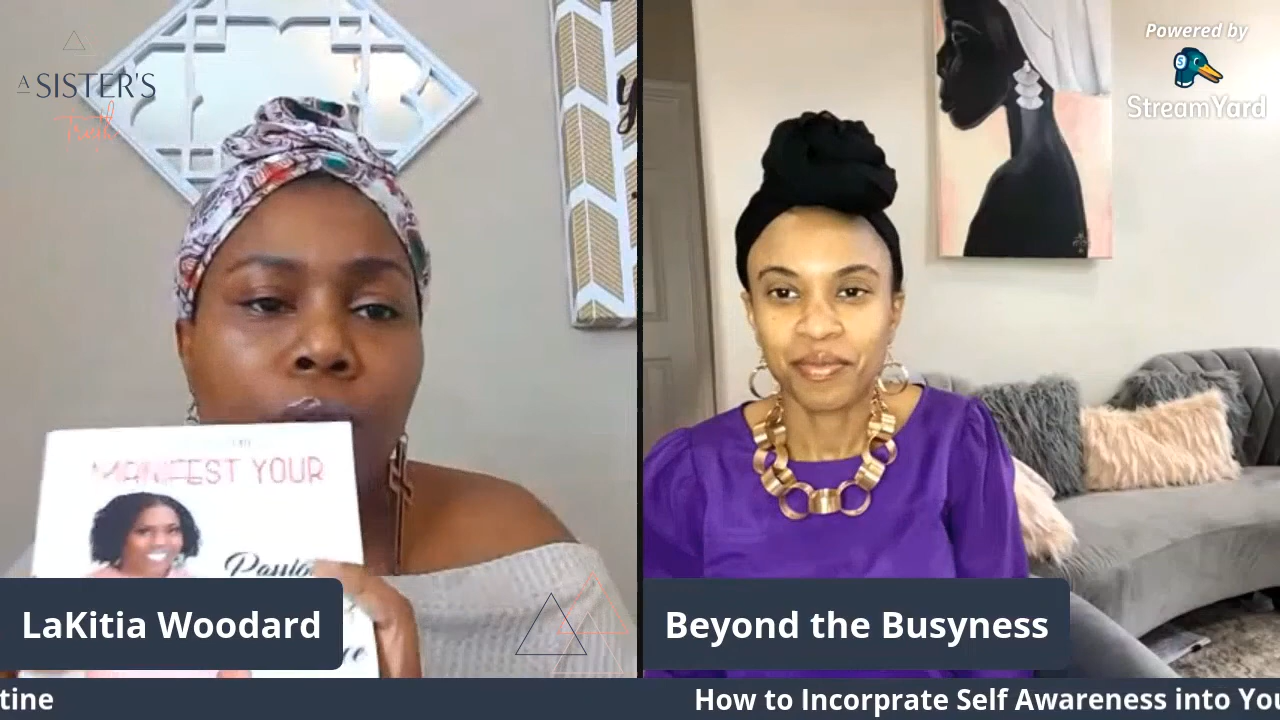 A SISTER'S
Truth
Powered by
StreamYard
MANIFEST YOUR
LaKitia Woodard
Beyond the Busyness
tine
How to Incorprate Self Awareness into You